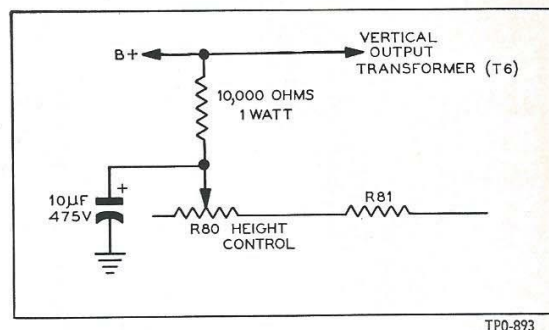 B+
VERTICAL
OUTPUT
TRANSFORMER (T6)
10,000 OHMS
1 WATT
10µF
475V
+
R80 HEIGHT
CONTROL
R81
TPO-893